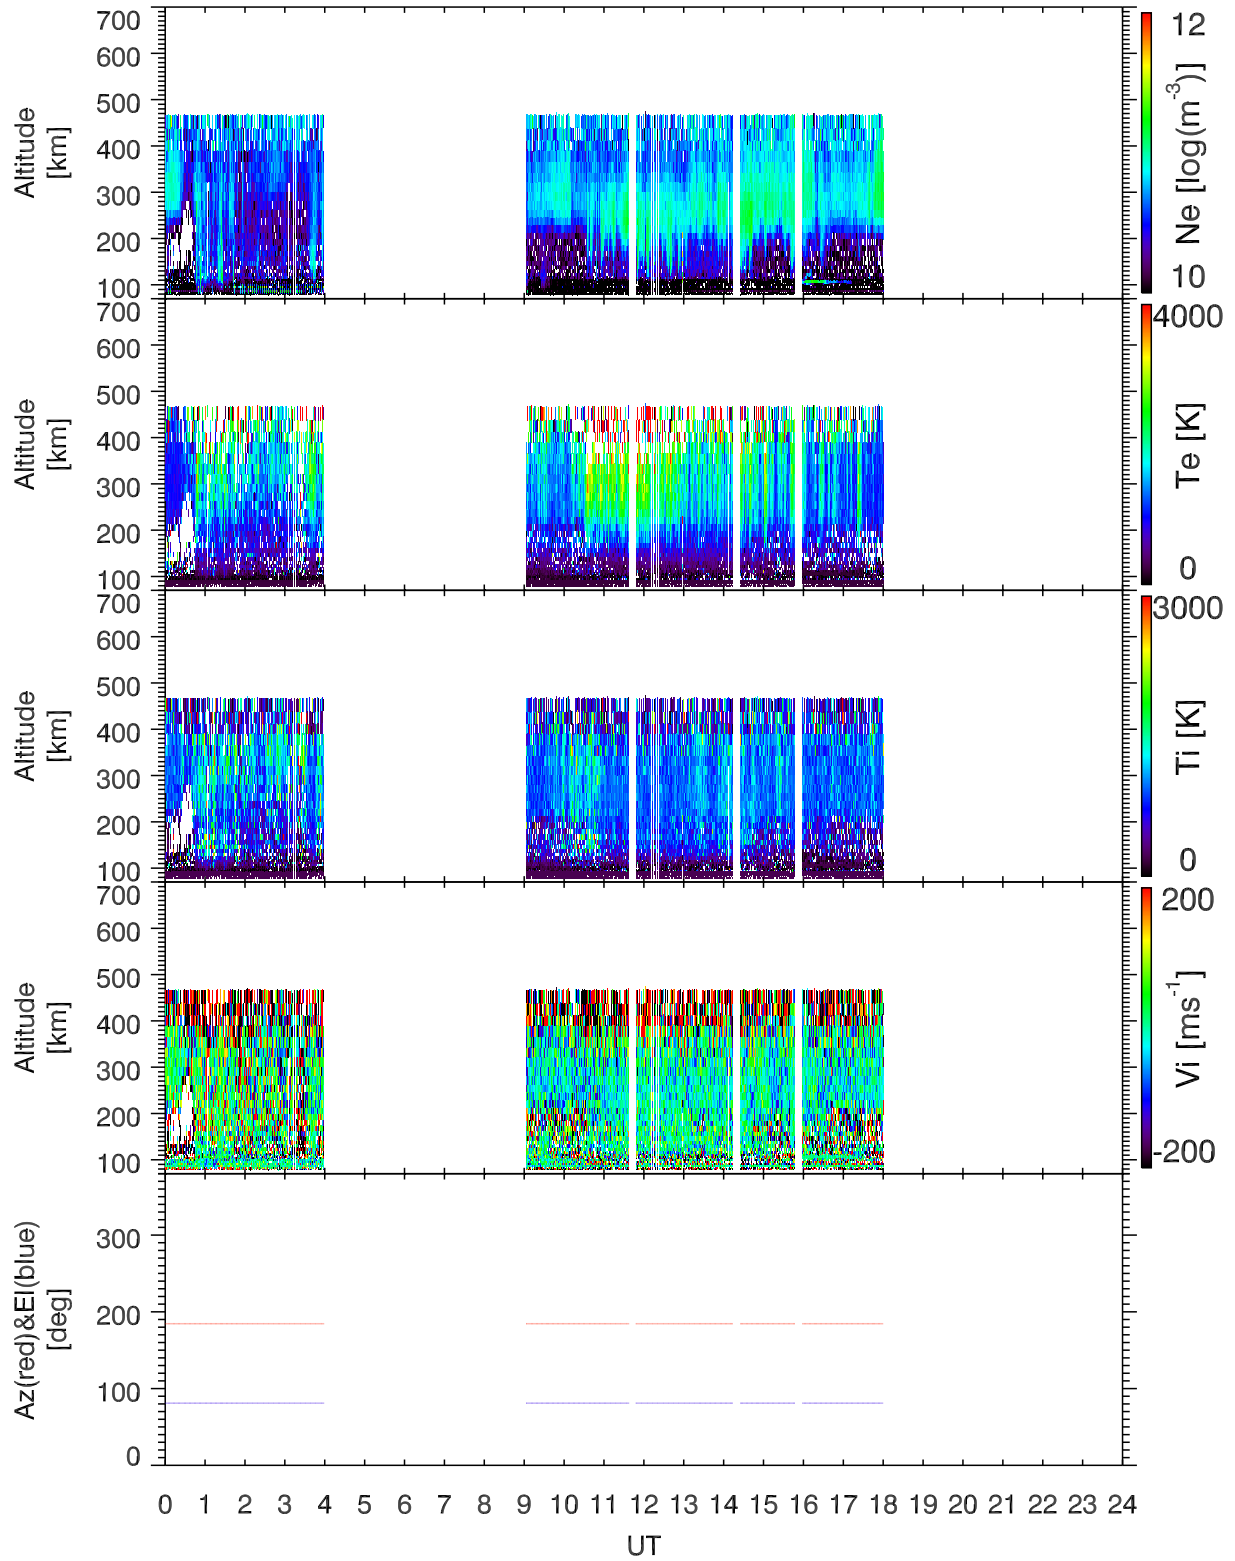 700
600
500
400
300
200
100
Altitude
[km]
12
Ne [log(m⁻³)]
10
700
600
500
400
300
200
100
Altitude
[km]
4000
Te [K]
0
700
600
500
400
300
200
100
Altitude
[km]
3000
Ti [K]
0
700
600
500
400
300
200
100
Altitude
[km]
200
Vi [ms⁻¹]
-200
300
200
100
0
Az(red)&El(blue)
[deg]
0 1 2 3 4 5 6 7 8 9 10 11 12 13 14 15 16 17 18 19 20 21 22 23 24
UT